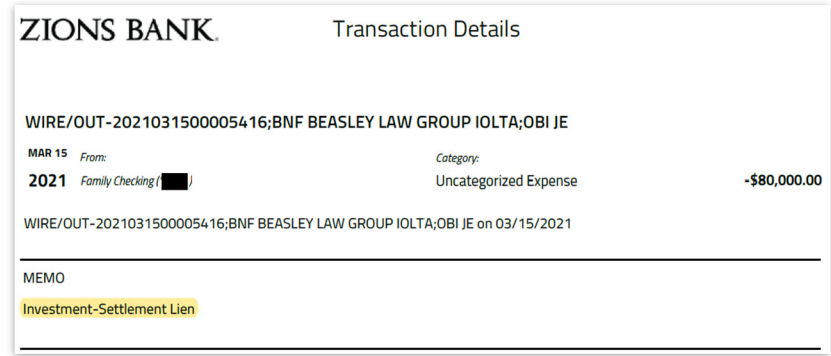 ZIONS BANK.
Transaction Details
WIRE/OUT-2021031500005416;BNF BEASLEY LAW GROUP IOLTA;OBI JE
MAR 15 From: Category:
2021 Family Checking (* ) Uncategorized Expense -$80,000.00
WIRE/OUT-2021031500005416;BNF BEASLEY LAW GROUP IOLTA;OBI JE on 03/15/2021
MEMO
Investment-Settlement Lien